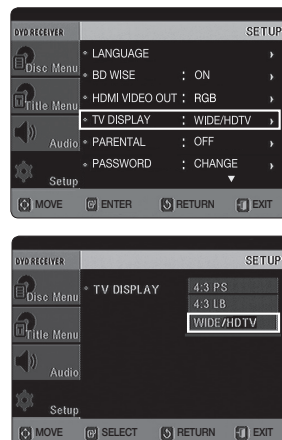 DVD RECEIVER SETUP
Disc Menu
Title Menu
Audio
Setup
LANGUAGE
BD WISE : ON
HDMI VIDEO OUT : RGB
TV DISPLAY : WIDE/HDTV
PARENTAL : OFF
PASSWORD : CHANGE
MOVE ENTER RETURN EXIT
DVD RECEIVER SETUP
Disc Menu
Title Menu
Audio
Setup
TV DISPLAY
4:3 PS
4:3 LB
WIDE/HDTV
MOVE SELECT RETURN EXIT